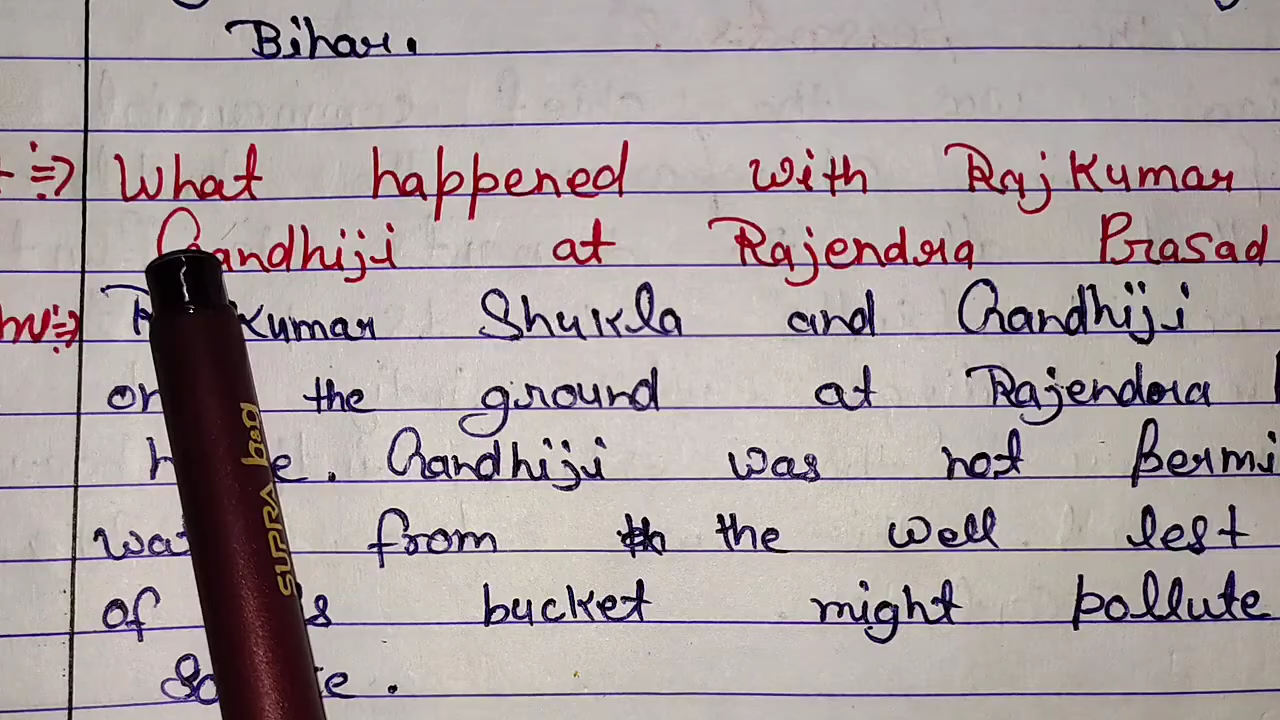 Bihar.
What happened with Rajkumar
Gandhiji at Rajendra Prasad
Kumar Shukla and Gandhiji
the ground at Rajendra
Gandhiji was not
from the well lest
of bucket might pollute
SUPRA b&g